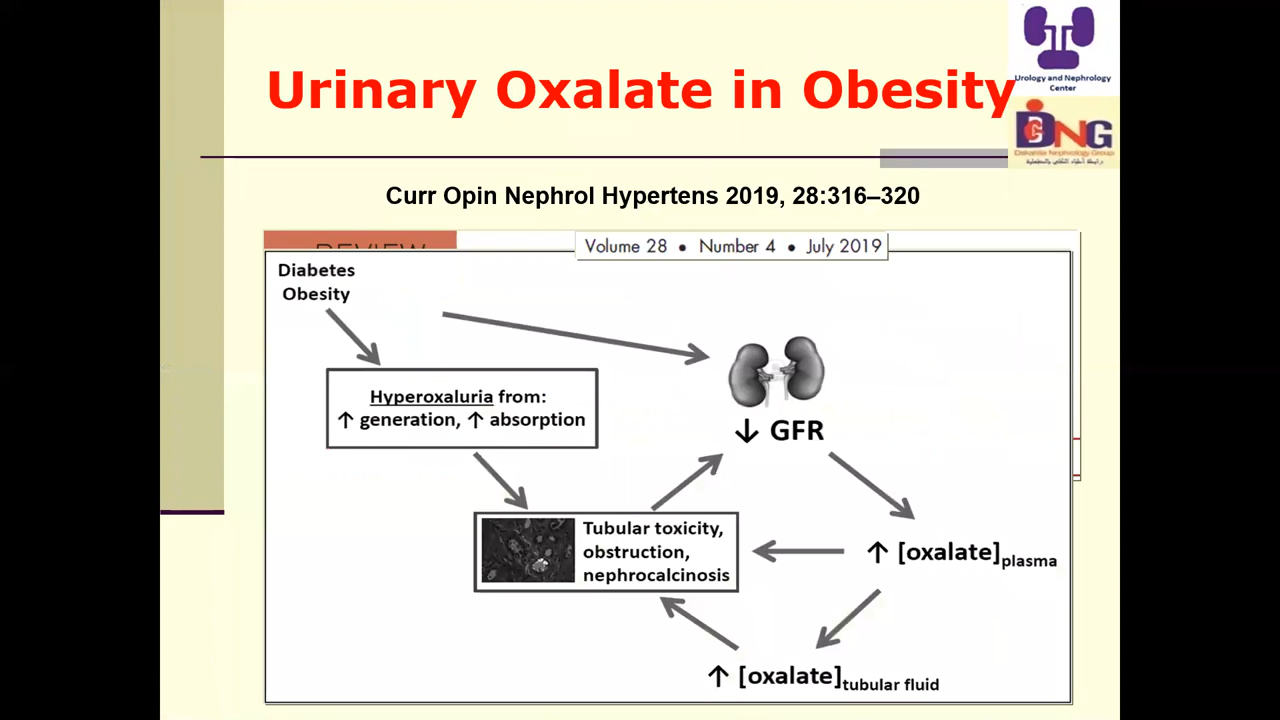 Urinary Oxalate in Obesity
Urology and Nephrology
Center
DCNG
Dakahlia Nephrology Group
Curr Opin Nephrol Hypertens 2019, 28:316–320
REVIEW
Volume 28 • Number 4 • July 2019
Diabetes
Obesity
Hyperoxaluria from:
↑ generation, ↑ absorption
↓ GFR
Tubular toxicity,
obstruction,
nephrocalcinosis
↑ [oxalate]plasma
↑ [oxalate]tubular fluid